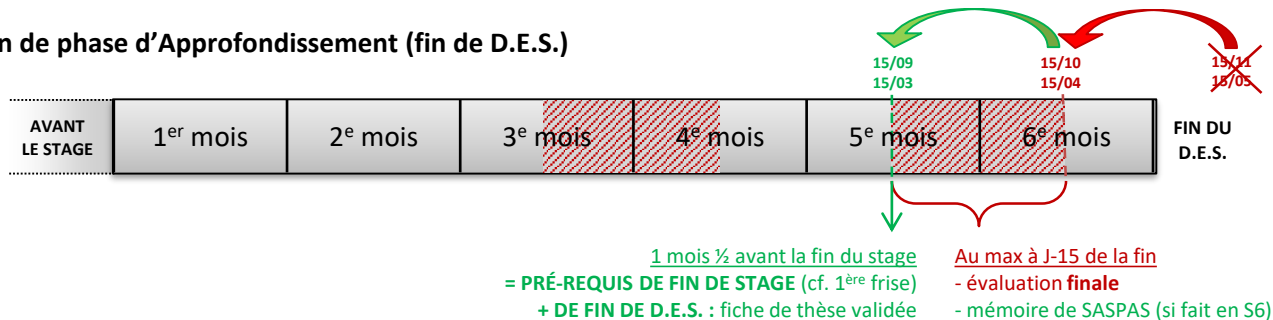 n de phase d'Approfondissement (fin de D.E.S.)
15/09
15/03
15/10
15/04
15/11
15/05
AVANT
LE STAGE
1er mois
2e mois
3e mois
4e mois
5e mois
6e mois
FIN DU
D.E.S.
1 mois ½ avant la fin du stage
= PRÉ-REQUIS DE FIN DE STAGE (cf. 1ère frise)
+ DE FIN DE D.E.S. : fiche de thèse validée
Au max à J-15 de la fin
- évaluation finale
- mémoire de SASPAS (si fait en S6)